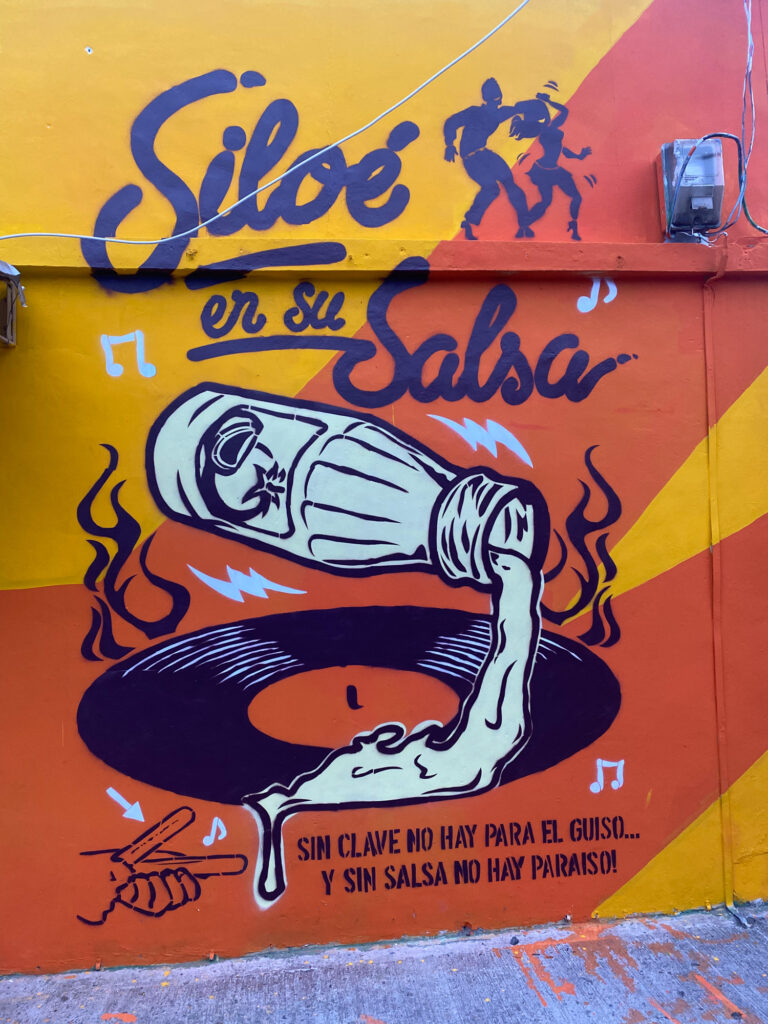 Siloé
en su
Salsa
SIN CLAVE NO HAY PARA EL GUISO...
Y SIN SALSA NO HAY PARAISO!